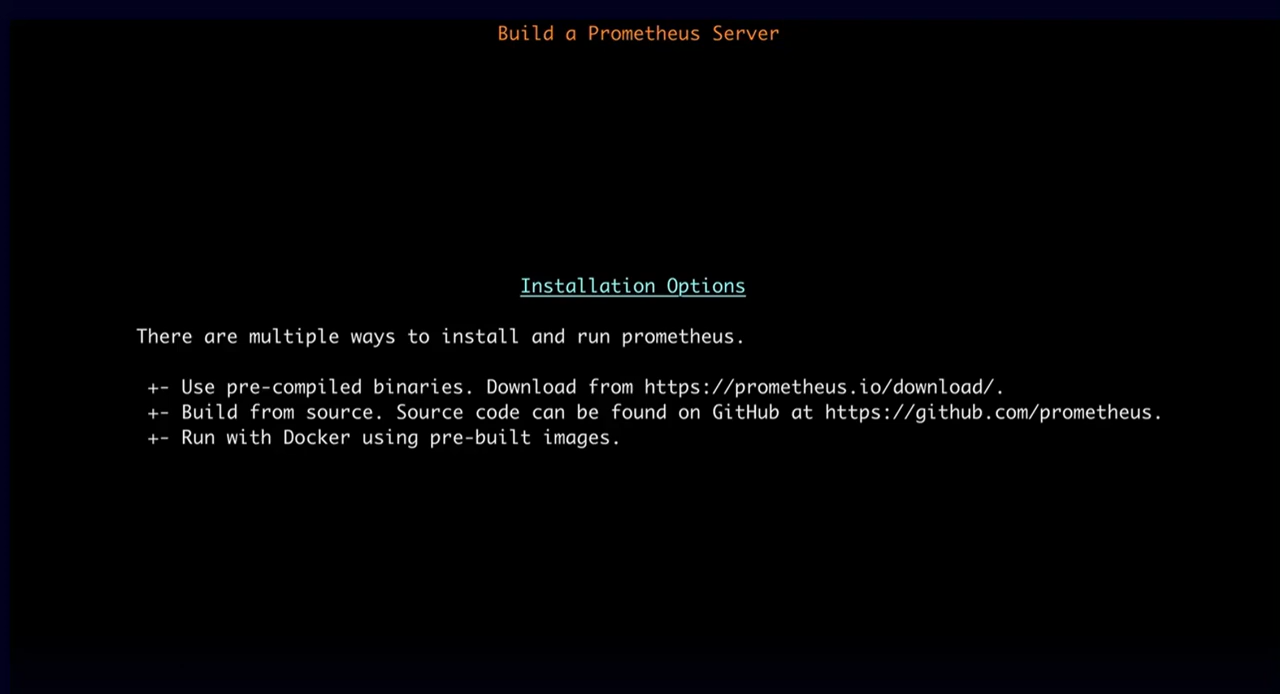 Build a Prometheus Server
Installation Options
There are multiple ways to install and run prometheus.
+- Use pre-compiled binaries. Download from https://prometheus.io/download/.
+- Build from source. Source code can be found on GitHub at https://github.com/prometheus.
+- Run with Docker using pre-built images.